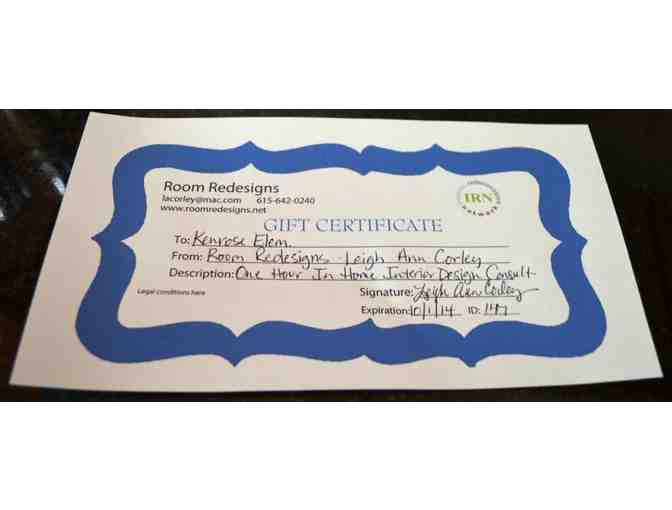 Room Redesigns
lacorley@mac.com 615-642-0240
www.roomredesigns.net
IRN
network
GIFT CERTIFICATE
To: Kenrose Elem.
From: Room Redesigns - Leigh Ann Corley
Description: One Hour In Home Interior Design Consult
Legal conditions here
Signature: Leigh Ann Corley
Expiration: 10/1/14 ID: 147